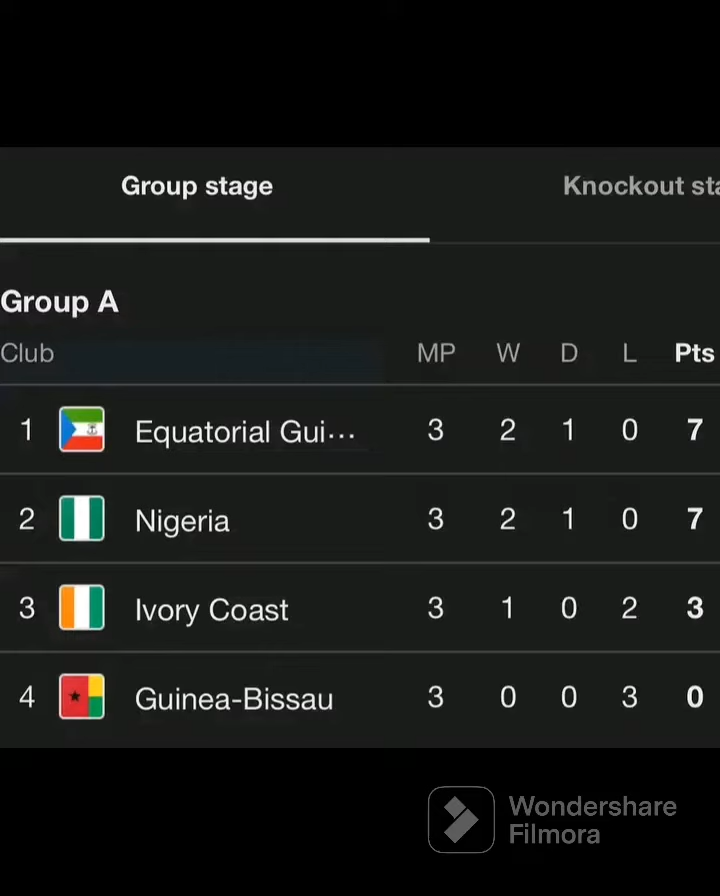 Group stage Knockout sta
Group A
Club MP W D L Pts
1 Equatorial Gui... 3 2 1 0 7
2 Nigeria 3 2 1 0 7
3 Ivory Coast 3 1 0 2 3
4 Guinea-Bissau 3 0 0 3 0
Wondershare
Filmora